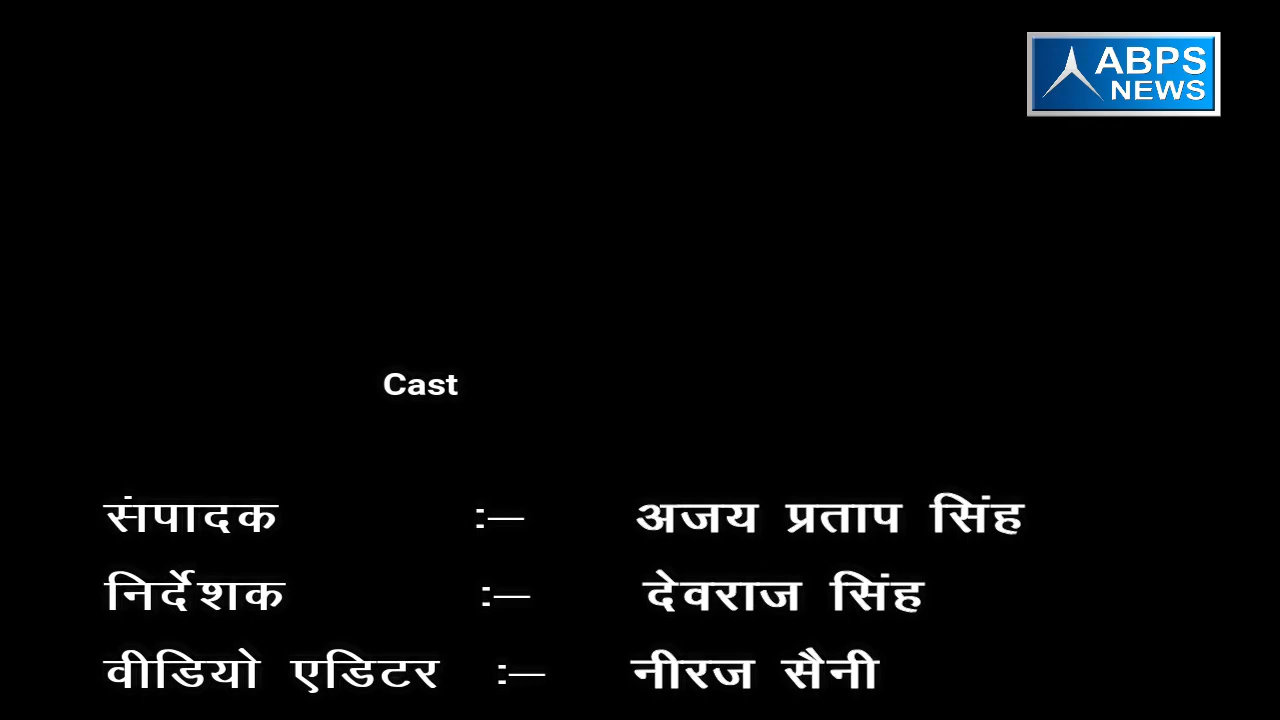 ABPS
NEWS
Cast
संपादक :— अजय प्रताप सिंह
निर्देशक :— देवराज सिंह
वीडियो एडिटर :— नीरज सैनी